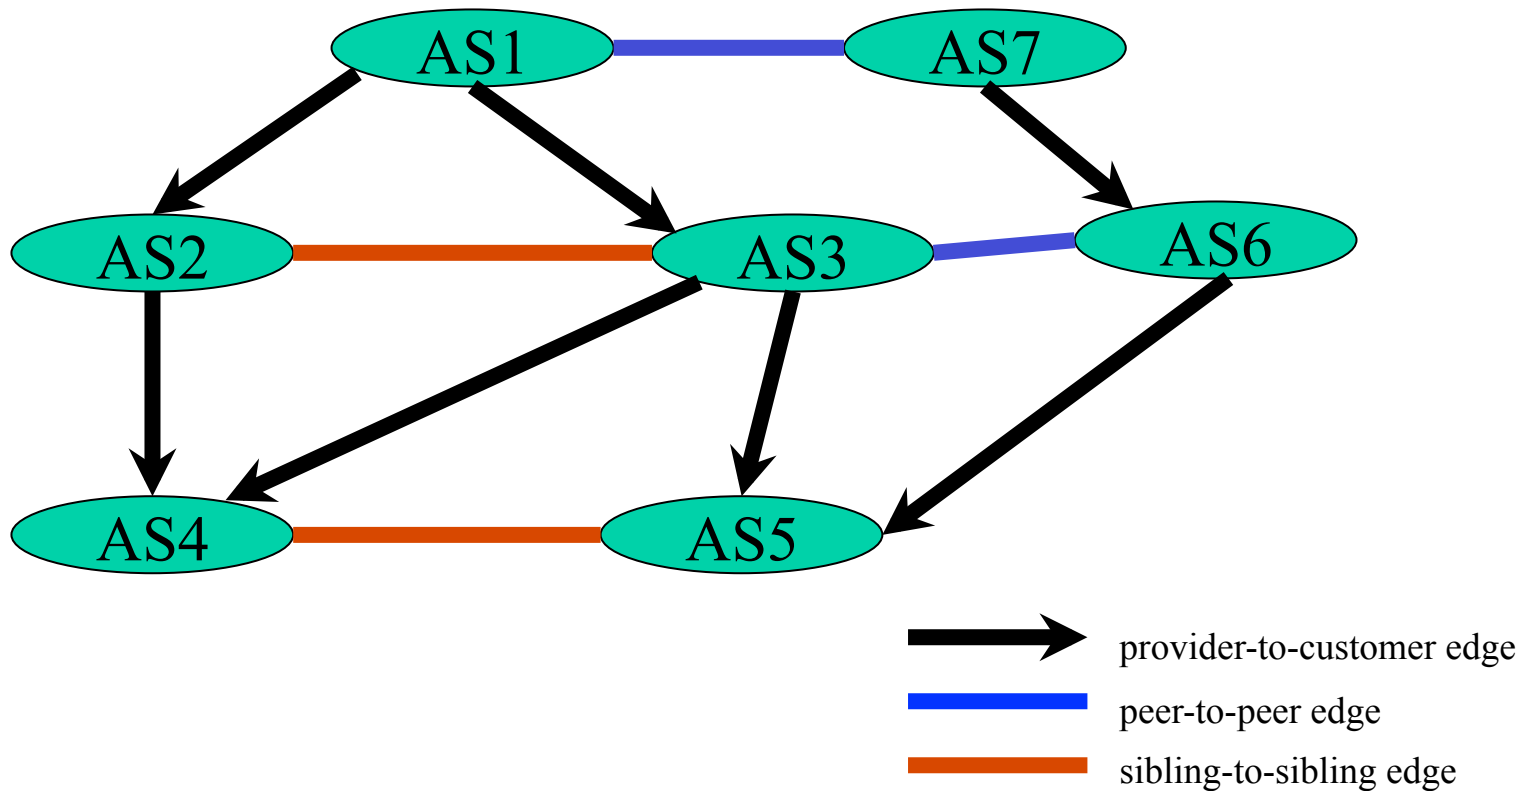 AS1
AS7
AS2
AS3
AS6
AS4
AS5
provider-to-customer edge
peer-to-peer edge
sibling-to-sibling edge